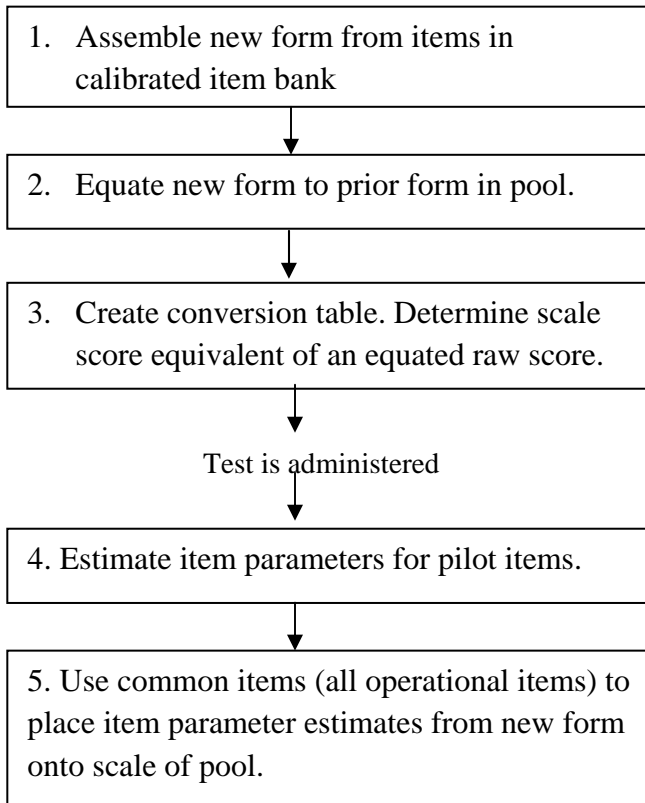 1. Assemble new form from items in
calibrated item bank
2. Equate new form to prior form in pool.
3. Create conversion table. Determine scale
score equivalent of an equated raw score.
Test is administered
4. Estimate item parameters for pilot items.
5. Use common items (all operational items) to
place item parameter estimates from new form
onto scale of pool.